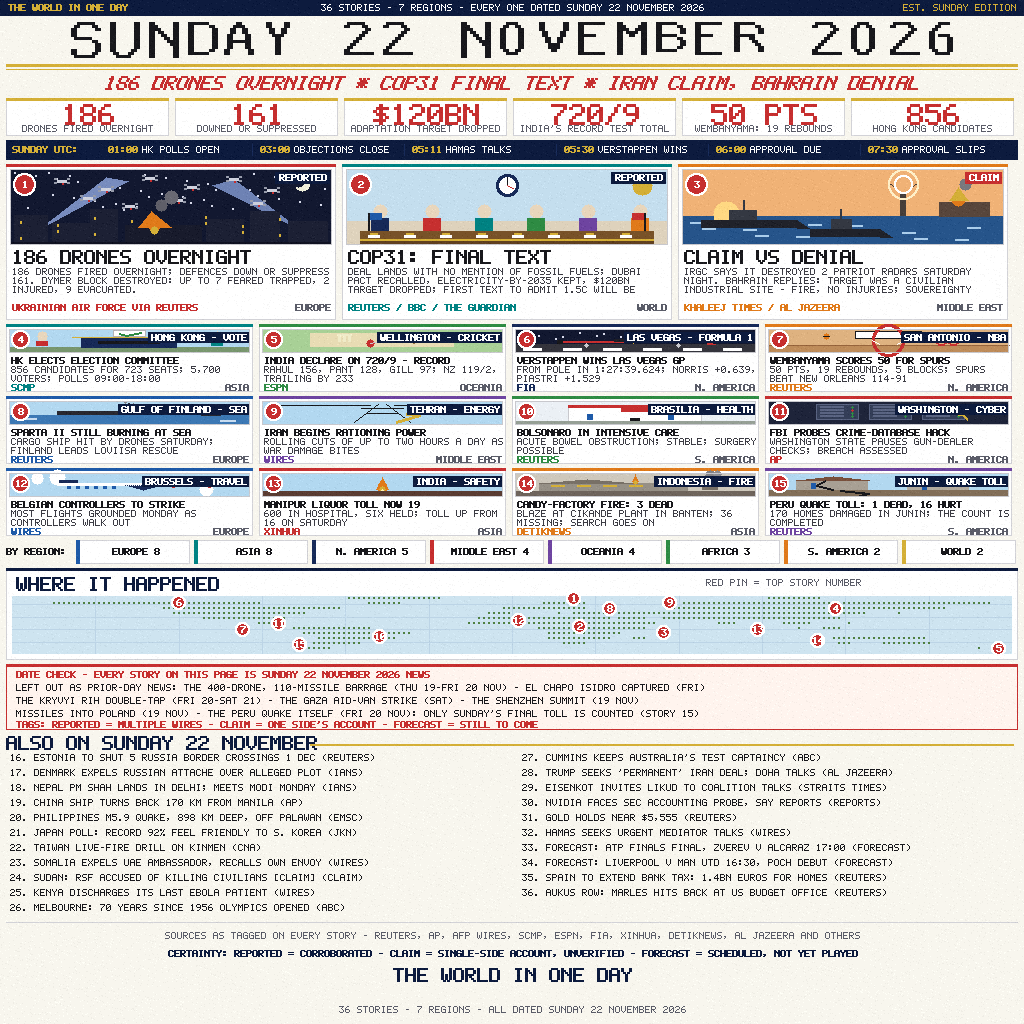 THE WORLD IN ONE DAY
36 STORIES - 7 REGIONS - EVERY ONE DATED SUNDAY 22 NOVEMBER 2026
EST. SUNDAY EDITION
SUNDAY 22 NOVEMBER 2026
186 DRONES OVERNIGHT * COP31 FINAL TEXT * IRAN CLAIM, BAHRAIN DENIAL
186
DRONES FIRED OVERNIGHT
161
DOWNED OR SUPPRESSED
$120BN
ADAPTATION TARGET DROPPED
720/9
INDIA'S RECORD TEST TOTAL
50 PTS
WEMBANYAMA: 19 REBOUNDS
856
HONG KONG CANDIDATES
SUNDAY UTC:
01:00 HK POLLS OPEN
03:00 OBJECTIONS CLOSE
05:11 HAMAS TALKS
05:30 VERSTAPPEN WINS
06:00 APPROVAL DUE
07:30 APPROVAL SLIPS
1
REPORTED
186 DRONES OVERNIGHT
186 DRONES FIRED OVERNIGHT; DEFENCES DOWN OR SUPPRESS
161. DYMER BLOCK DESTROYED: UP TO 7 FEARED TRAPPED, 2
INJURED, 9 EVACUATED.
UKRAINIAN AIR FORCE VIA REUTERS
EUROPE
2
REPORTED
COP31: FINAL TEXT
DEAL LANDS WITH NO MENTION OF FOSSIL FUELS; DUBAI
PACT RECALLED, ELECTRICITY-BY-2035 KEPT, $120BN
TARGET DROPPED; FIRST TEXT TO ADMIT 1.5C WILL BE
REUTERS / BBC / THE GUARDIAN
WORLD
3
CLAIM
CLAIM VS DENIAL
IRGC SAYS IT DESTROYED 2 PATRIOT RADARS SATURDAY
NIGHT. BAHRAIN REPLIES: TARGET WAS A CIVILIAN
INDUSTRIAL SITE - FIRE, NO INJURIES; SOVEREIGNTY
KHALEEJ TIMES / AL JAZEERA
MIDDLE EAST
4
HONG KONG - VOTE
HK ELECTS ELECTION COMMITTEE
856 CANDIDATES FOR 723 SEATS; 5,700
VOTERS; POLLS 09:00-18:00
SCMP
ASIA
5
WELLINGTON - CRICKET
INDIA DECLARE ON 720/9 - RECORD
RAHUL 156, PANT 128, GILL 97; NZ 119/2,
TRAILING BY 233
ESPN
OCEANIA
6
LAS VEGAS - FORMULA 1
VERSTAPPEN WINS LAS VEGAS GP
FROM POLE IN 1:27:39.624; NORRIS +0.639,
PIASTRI +1.529
FIA
N. AMERICA
7
SAN ANTONIO - NBA
WEMBANYAMA SCORES 50 FOR SPURS
50 PTS, 19 REBOUNDS, 5 BLOCKS; SPURS
BEAT NEW ORLEANS 114-91
AP
N. AMERICA
8
GULF OF FINLAND - SEA
SPARTA II STILL BURNING AT SEA
CARGO SHIP HIT BY DRONES SATURDAY;
FINLAND LEADS LOVIISA RESCUE
REUTERS
EUROPE
9
TEHRAN - ENERGY
IRAN BEGINS RATIONING POWER
ROLLING CUTS OF UP TO TWO HOURS A DAY AS
WAR DAMAGE BITES
WIRES
MIDDLE EAST
10
BRASILIA - HEALTH
BOLSONARO IN INTENSIVE CARE
ACUTE BOWEL OBSTRUCTION; STABLE; SURGERY
POSSIBLE
REUTERS
S. AMERICA
11
WASHINGTON - CYBER
FBI PROBES CRIME-DATABASE HACK
WASHINGTON STATE PAUSES GUN-DEALER
CHECKS; BREACH ASSESSED
AP
N. AMERICA
12
BRUSSELS - TRAVEL
BELGIAN CONTROLLERS TO STRIKE
MOST FLIGHTS GROUNDED MONDAY AS
CONTROLLERS WALK OUT
WIRES
EUROPE
13
INDIA - SAFETY
MANIPUR LIQUOR TOLL NOW 19
600 IN HOSPITAL, SIX HELD; TOLL UP FROM
16 ON SATURDAY
XINHUA
ASIA
14
INDONESIA - FIRE
CANDY-FACTORY FIRE: 3 DEAD
BLAZE AT CIKANDE PLANT IN BANTEN; 36
MISSING; SEARCH GOES ON
DETIKNEWS
ASIA
15
JUNIN - QUAKE TOLL
PERU QUAKE TOLL: 1 DEAD, 16 HURT
170 HOMES DAMAGED IN JUNIN; THE COUNT IS
COMPLETED
REUTERS
S. AMERICA
BY REGION:
EUROPE 8
ASIA 8
N. AMERICA 5
MIDDLE EAST 4
OCEANIA 4
AFRICA 3
S. AMERICA 2
WORLD 2
WHERE IT HAPPENED
RED PIN = TOP STORY NUMBER
1
6
9
8
4
12
2
7
11
3
13
10
14
15
5
DATE CHECK - EVERY STORY ON THIS PAGE IS SUNDAY 22 NOVEMBER 2026 NEWS
LEFT OUT AS PRIOR-DAY NEWS: THE 400-DRONE, 110-MISSILE BARRAGE (THU 19-FRI 20 NOV) - EL CHAPO ISIDRO CAPTURED (FRI)
THE KRYVYI RIH DOUBLE-TAP (FRI 20-SAT 21) - THE GAZA AID-VAN STRIKE (SAT) - THE SHENZHEN SUMMIT (19 NOV)
MISSILES INTO POLAND (19 NOV) - THE PERU QUAKE ITSELF (FRI 20 NOV): ONLY SUNDAY'S FINAL TOLL IS COUNTED (STORY 15)
TAGS: REPORTED = MULTIPLE WIRES - CLAIM = ONE SIDE'S ACCOUNT - FORECAST = STILL TO COME
ALSO ON SUNDAY 22 NOVEMBER
16. ESTONIA TO SHUT 5 RUSSIA BORDER CROSSINGS 1 DEC (REUTERS)
17. DENMARK EXPELS RUSSIAN ATTACHE OVER ALLEGED PLOT (IANS)
18. NEPAL PM SHAH LANDS IN DELHI; MEETS MODI MONDAY (IANS)
19. CHINA SHIP TURNS BACK 170 KM FROM MANILA (AP)
20. PHILIPPINES M5.9 QUAKE, 898 KM DEEP, OFF PALAWAN (EMSC)
21. JAPAN POLL: RECORD 92% FEEL FRIENDLY TO S. KOREA (JKN)
22. TAIWAN LIVE-FIRE DRILL ON KINMEN (CNA)
23. SOMALIA EXPELS UAE AMBASSADOR, RECALLS OWN ENVOY (WIRES)
24. SUDAN: RSF ACCUSED OF KILLING CIVILIANS [CLAIM] (CLAIM)
25. KENYA DISCHARGES ITS LAST EBOLA PATIENT (WIRES)
26. MELBOURNE: 70 YEARS SINCE 1956 OLYMPICS OPENED (ABC)
27. CUMMINS KEEPS AUSTRALIA'S TEST CAPTAINCY (ABC)
28. TRUMP SEEKS 'PERMANENT' IRAN DEAL; DOHA TALKS (AL JAZEERA)
29. EISENKOT INVITES LIKUD TO COALITION TALKS (STRAITS TIMES)
30. NVIDIA FACES SEC ACCOUNTING PROBE, SAY REPORTS (REPORTS)
31. GOLD HOLDS NEAR $5,555 (REUTERS)
32. HAMAS SEEKS URGENT MEDIATOR TALKS (WIRES)
33. FORECAST: ATP FINALS FINAL, ZVEREV V ALCARAZ 17:00 (FORECAST)
34. FORECAST: LIVERPOOL V MAN UTD 16:30, POCH DEBUT (FORECAST)
35. SPAIN TO EXTEND BANK TAX: 1.4BN EUROS FOR HOMES (REUTERS)
36. AUKUS ROW: MARLES HITS BACK AT US BUDGET OFFICE (REUTERS)
SOURCES AS TAGGED ON EVERY STORY - REUTERS, AP, AFP WIRES, SCMP, ESPN, FIA, XINHUA, DETIKNEWS, AL JAZEERA AND OTHERS
CERTAINTY: REPORTED = CORROBORATED - CLAIM = SINGLE-SIDE ACCOUNT, UNVERIFIED - FORECAST = SCHEDULED, NOT YET PLAYED
THE WORLD IN ONE DAY
36 STORIES - 7 REGIONS - ALL DATED SUNDAY 22 NOVEMBER 2026